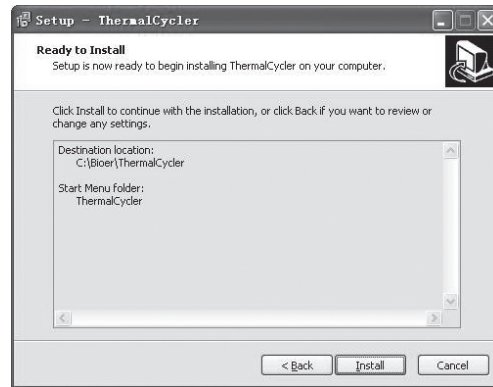 Setup - ThermalCycler
Ready to Install
Setup is now ready to begin installing ThermalCycler on your computer.
Click Install to continue with the installation, or click Back if you want to review or
change any settings.
Destination location:
C:\Bioer\ThermalCycler
Start Menu folder:
ThermalCycler
< Back
Install
Cancel